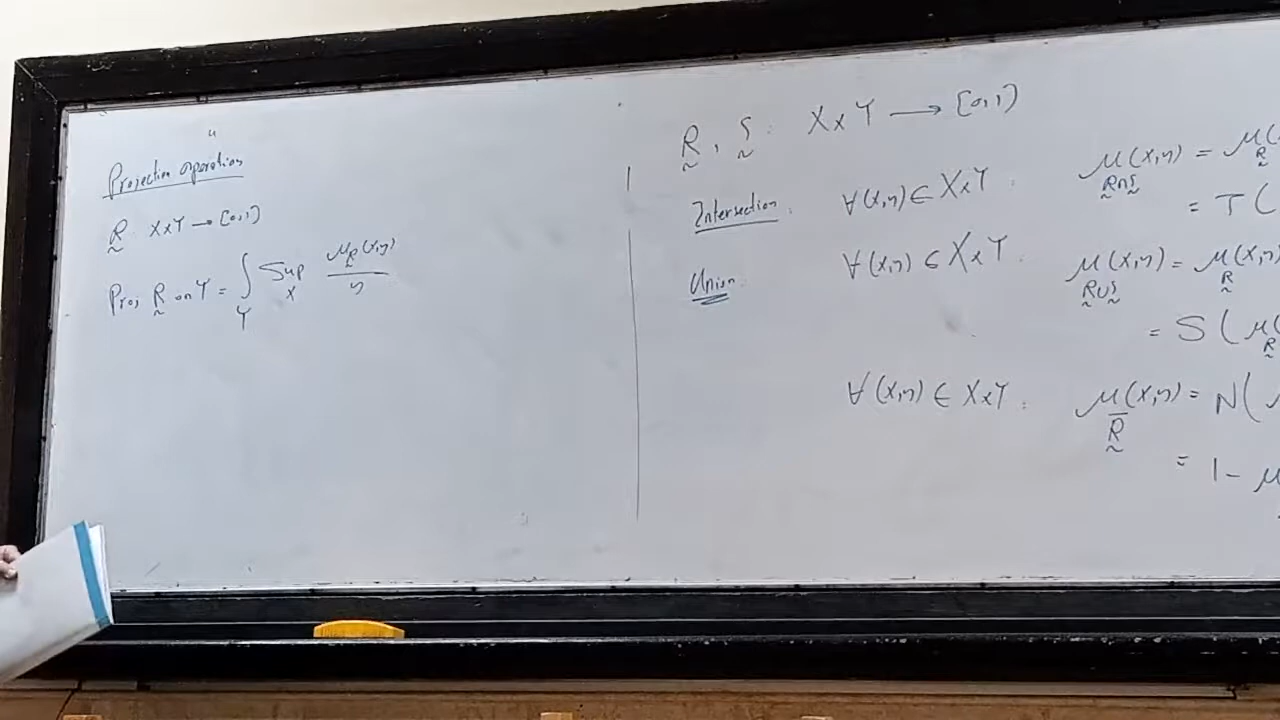 Projection operation
R̰ : X×Y → [0,1]
Proj R̰ on Y = ∫_Y Sup_x μ_R̰(x,y) / y
R̰ , S̰ : X×Y → [0,1]
Intersection : ∀(x,y) ∈ X×Y : μ_{R̰∩S̰}(x,y) = μ_R̰(
= T(
Union : ∀(x,y) ∈ X×Y : μ_{R̰∪S̰}(x,y) = μ_R̰(x,y)
= S(μ_R̰(
∀(x,y) ∈ X×Y : μ_{R̰̄}(x,y) = N(μ
= 1 - μ